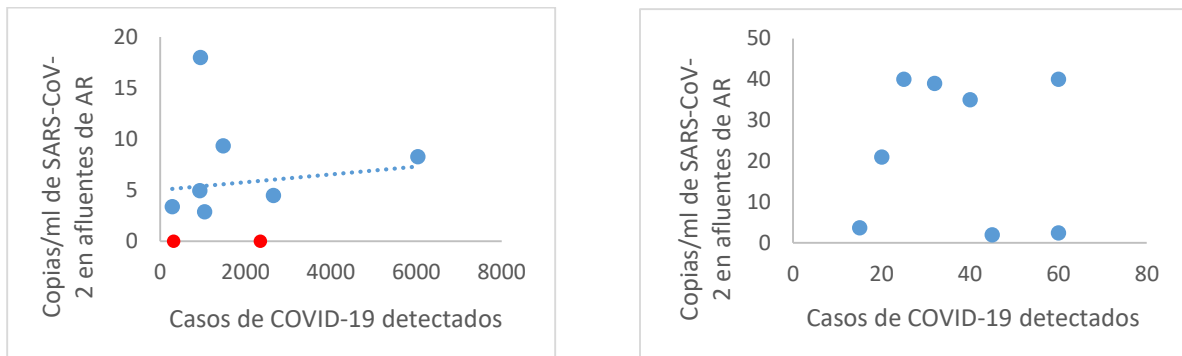 20
15
10
5
0
0 2000 4000 6000 8000
Copias/ml de SARS-CoV-
2 en afluentes de AR
Casos de COVID-19 detectados
50
40
30
20
10
0
0 20 40 60 80
Copias/ml de SARS-CoV-
2 en afluentes de AR
Casos de COVID-19 detectados